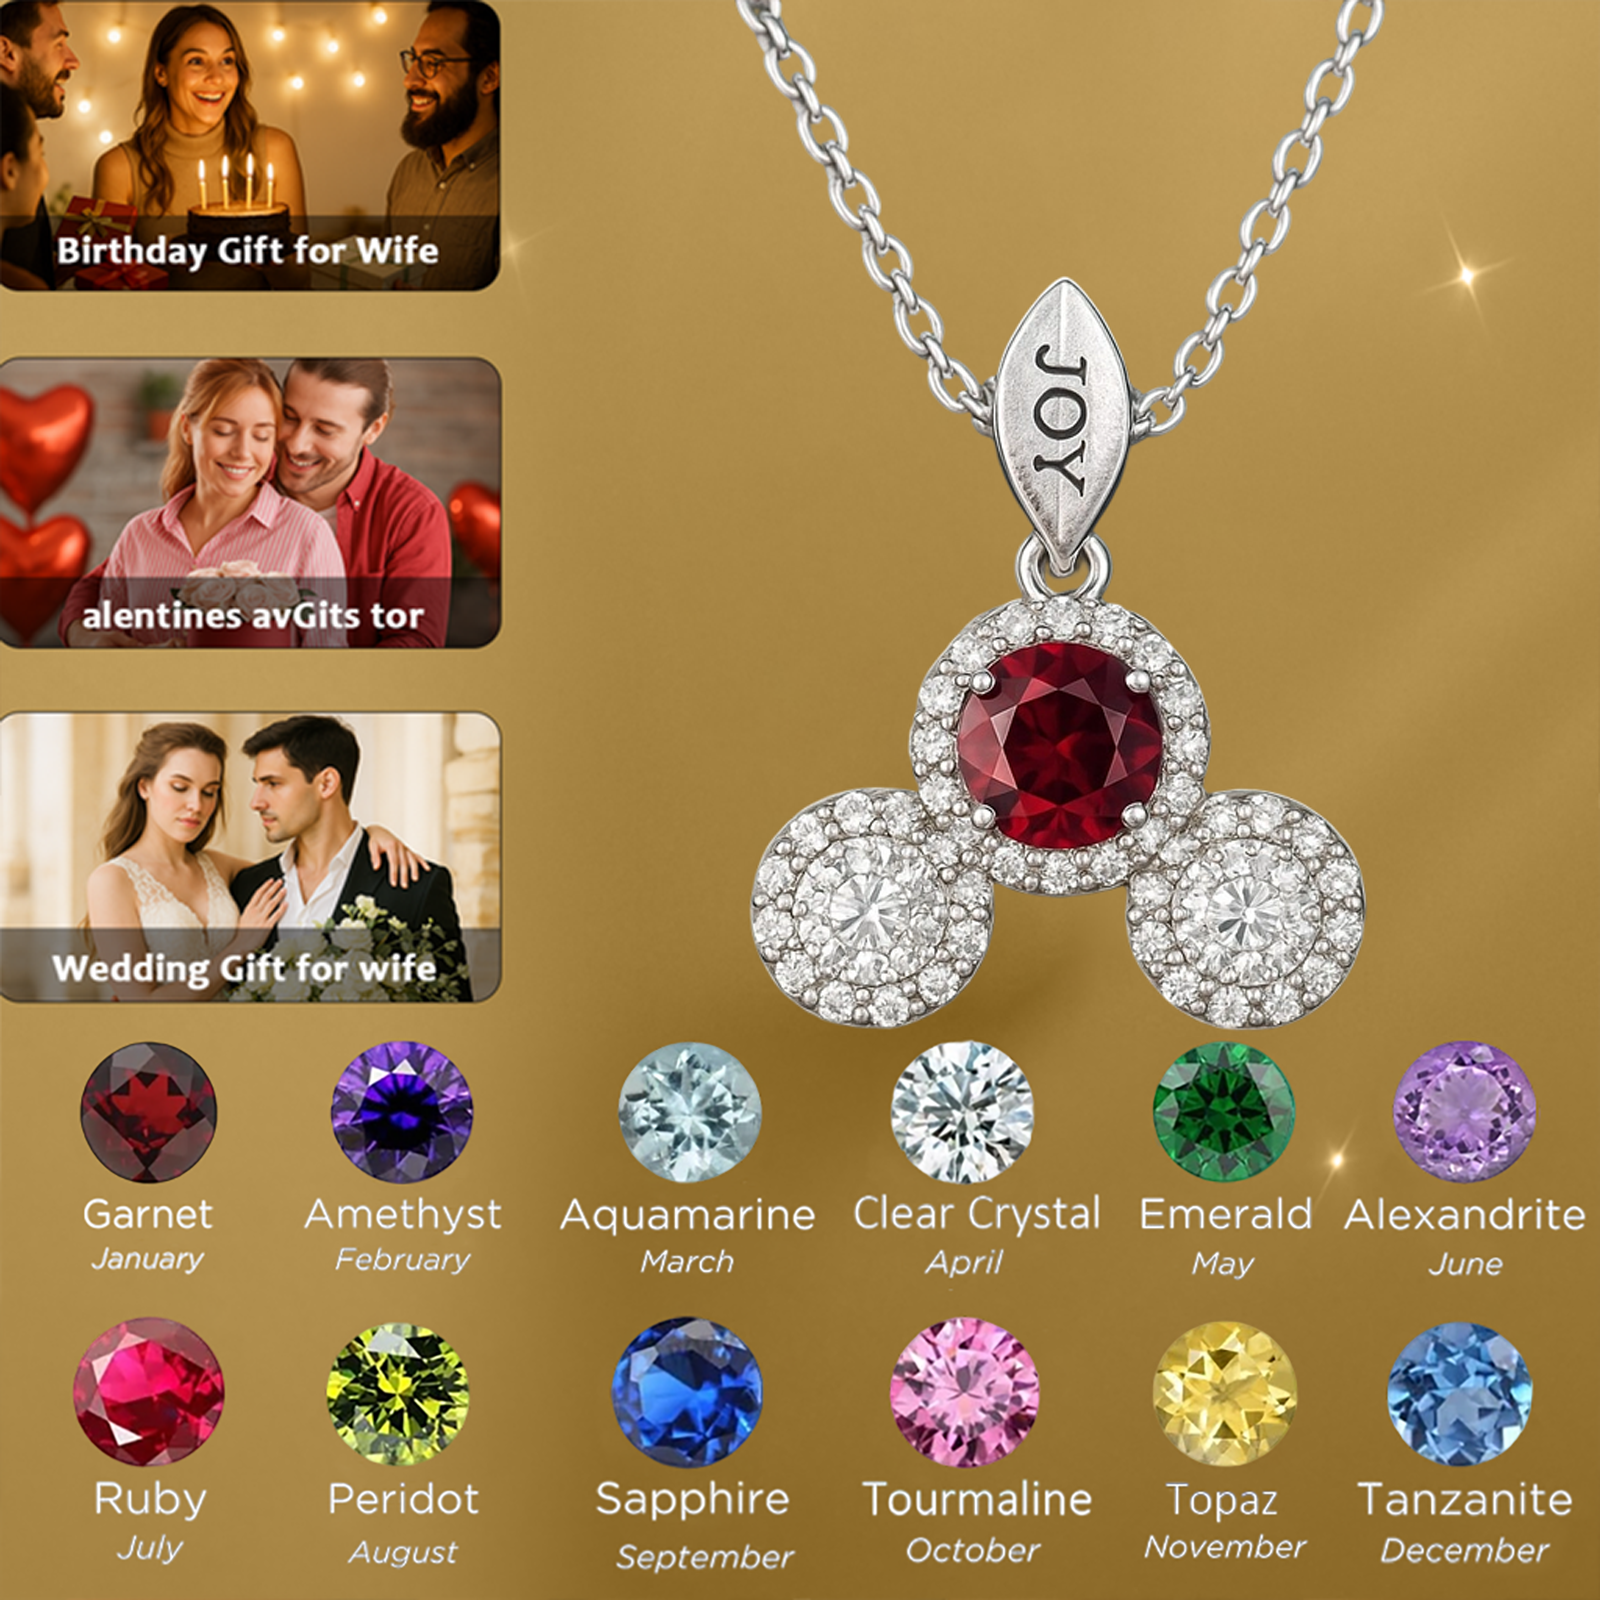 Birthday Gift for Wife
JOY
alentines avGits tor
Wedding Gift for wife
Garnet
January
Amethyst
February
Aquamarine
March
Clear Crystal
April
Emerald
May
Alexandrite
June
Ruby
July
Peridot
August
Sapphire
September
Tourmaline
October
Topaz
November
Tanzanite
December